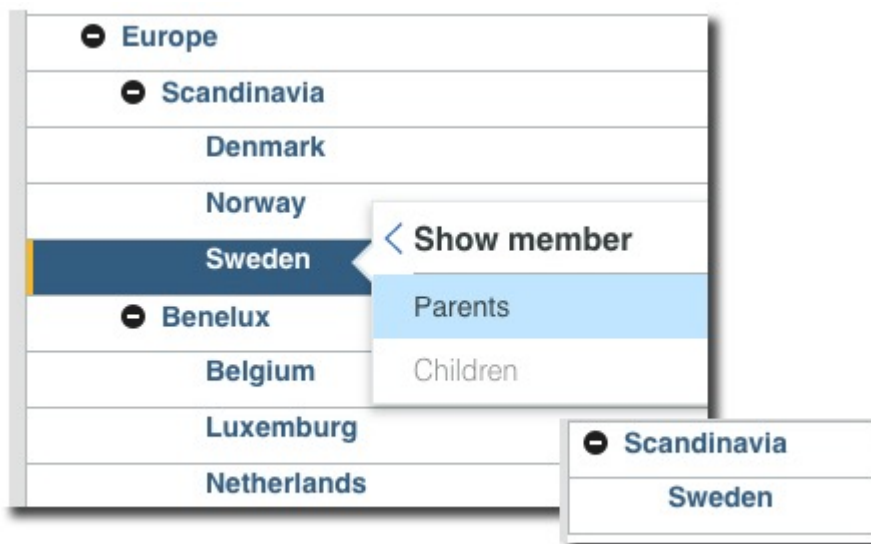 Europe
Scandinavia
Denmark
Norway
Sweden
Benelux
Belgium
Luxemburg
Netherlands
Show member
Parents
Children
Scandinavia
Sweden